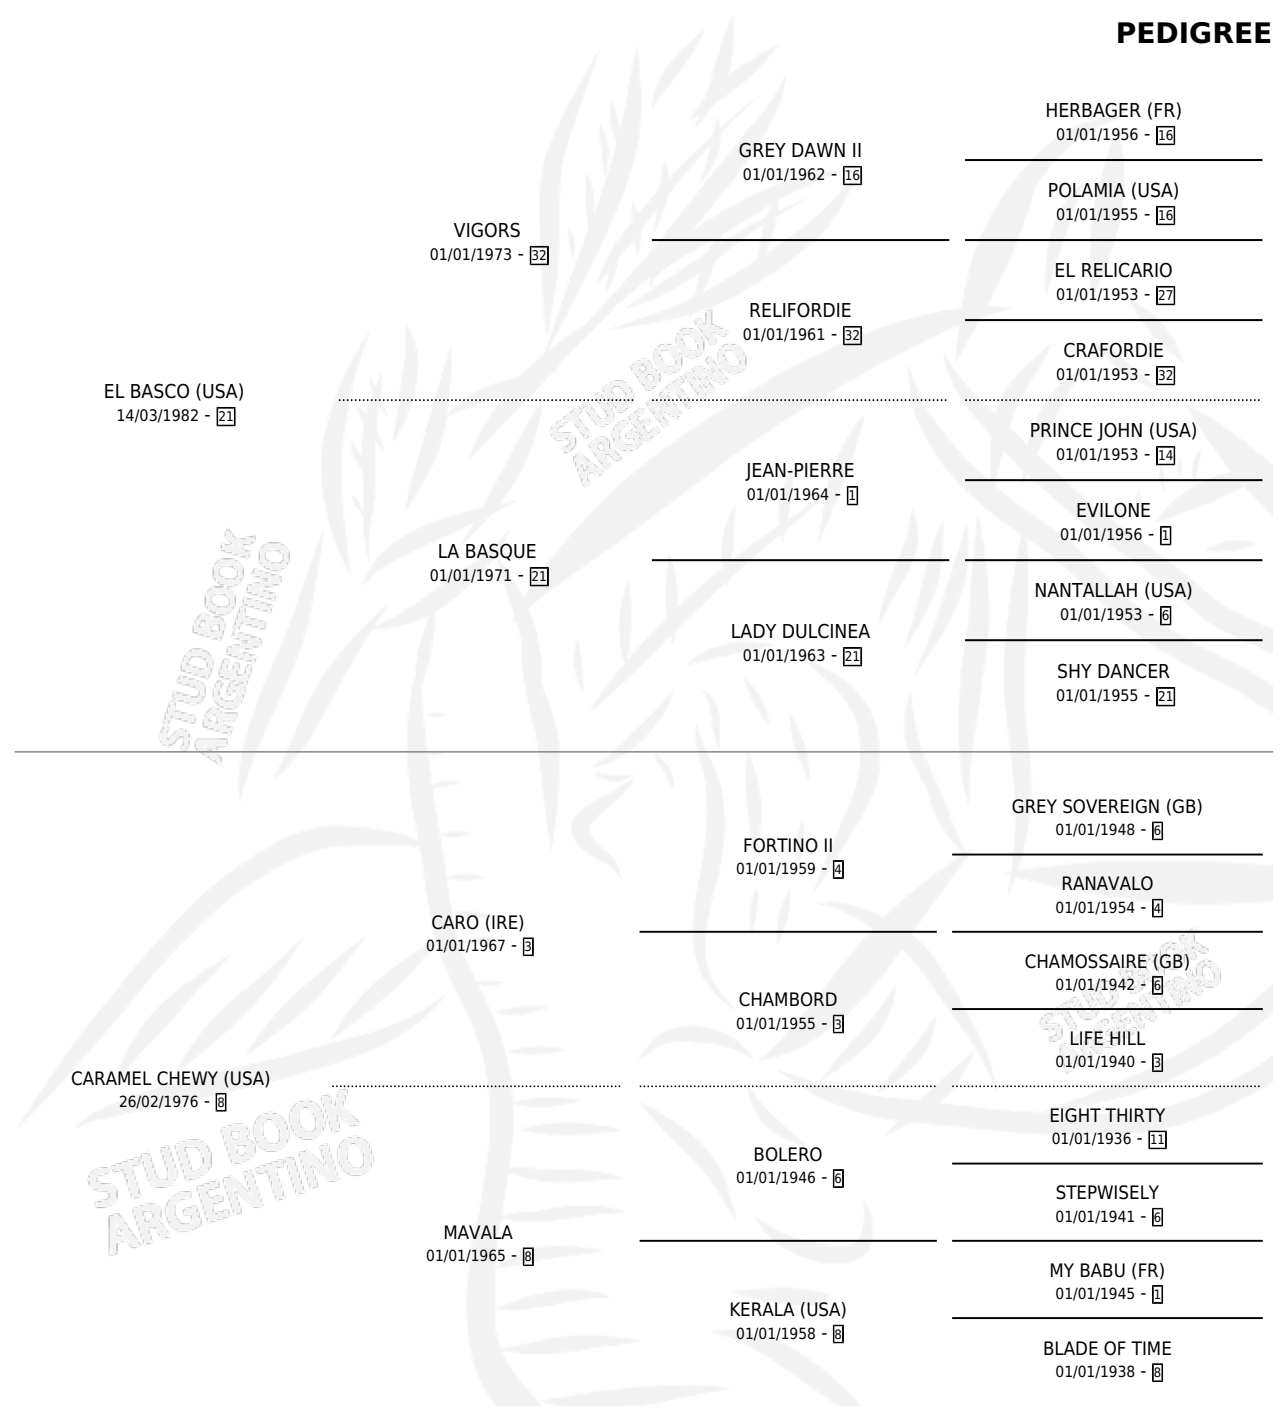 PEDIGREE
HERBAGER (FR)
01/01/1956 - 16
GREY DAWN II
01/01/1962 - 16
POLAMIA (USA)
01/01/1955 - 16
VIGORS
01/01/1973 - 32
EL RELICARIO
01/01/1953 - 27
RELIFORDIE
01/01/1961 - 32
CRAFORDIE
01/01/1953 - 32
EL BASCO (USA)
14/03/1982 - 21
PRINCE JOHN (USA)
01/01/1953 - 14
JEAN-PIERRE
01/01/1964 - 1
EVILONE
01/01/1956 - 1
LA BASQUE
01/01/1971 - 21
NANTALLAH (USA)
01/01/1953 - 6
LADY DULCINEA
01/01/1963 - 21
SHY DANCER
01/01/1955 - 21
GREY SOVEREIGN (GB)
01/01/1948 - 6
FORTINO II
01/01/1959 - 4
RANAVALO
01/01/1954 - 4
CARO (IRE)
01/01/1967 - 3
CHAMOSSAIRE (GB)
01/01/1942 - 6
CHAMBORD
01/01/1955 - 3
LIFE HILL
01/01/1940 - 3
CARAMEL CHEWY (USA)
26/02/1976 - 8
EIGHT THIRTY
01/01/1936 - 11
BOLERO
01/01/1946 - 6
STEPWISELY
01/01/1941 - 6
MAVALA
01/01/1965 - 8
MY BABU (FR)
01/01/1945 - 1
KERALA (USA)
01/01/1958 - 8
BLADE OF TIME
01/01/1938 - 8
STUD BOOK
ARGENTINO
STUD BOOK
ARGENTINO
STUD BOOK
ARGENTINO
STUD BOOK
ARGENTINO